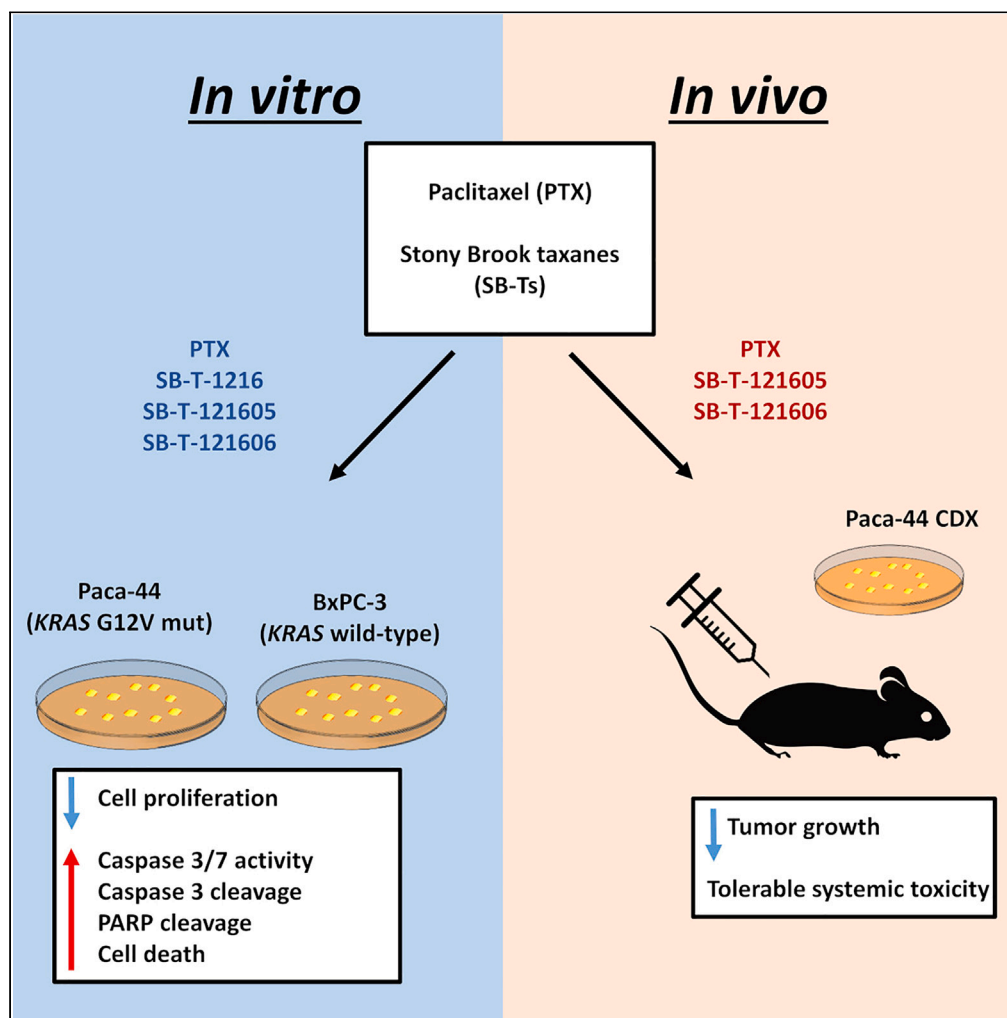 In vitro
In vivo
Paclitaxel (PTX)
Stony Brook taxanes
(SB-Ts)
PTX
SB-T-1216
SB-T-121605
SB-T-121606
PTX
SB-T-121605
SB-T-121606
Paca-44
(KRAS G12V mut)
BxPC-3
(KRAS wild-type)
Paca-44 CDX
Cell proliferation
Caspase 3/7 activity
Caspase 3 cleavage
PARP cleavage
Cell death
Tumor growth
Tolerable systemic toxicity